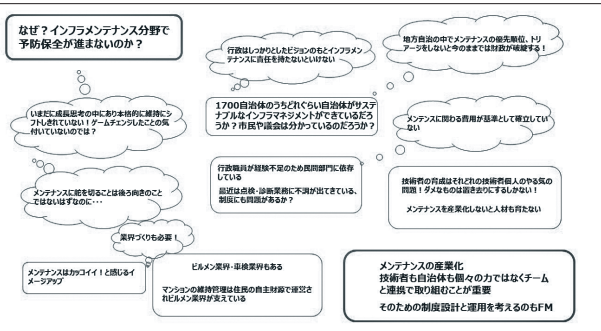 なぜ?インフラメンテナンス分野で
予防保全が進まないのか?
行政はしっかりとしたビジョンのもとインフラメン
テナンスに責任を持たないといけない
地方自治の中でメンテナンスの優先順位、トリ
アージをしないと今のままでは財政が破綻する!
いまだに成長思考の中にあり本格的に維持にシ
フトしきれていない!ゲームチェンジしたことの気
付いていないのでは?
1700自治体のうちどれぐらい自治体がサステ
ナブルなインフラマネジメントができているだろ
うか?市民や議会は分かっているのだろうか?
メンテンスに関わる費用が基準として確立してい
ない
行政職員が経験不足のため民間部門に依存
している
最近は点検・診断業務に不調が出てきている、
制度にも問題があるか?
メンテナンスに舵を切ることは後ろ向きのこと
ではないはずなのに・・・
技術者の育成はそれぞれの技術者個人のやる気の
問題!ダメなものは置き去りにするしかない!
メンテナンスを産業化しないと人材も育たない
業界づくりも必要!
メンテナンスはカッコイイ!と感じるイ
メージアップ
ビルメン業界・車検業界もある
マンションの維持管理は住民の自主財源で運営さ
れビルメン業界が支えている
メンテナンスの産業化
技術者も自治体も個々の力ではなくチーム
と連携で取り組むことが重要
そのための制度設計と運用を考えるのもFM